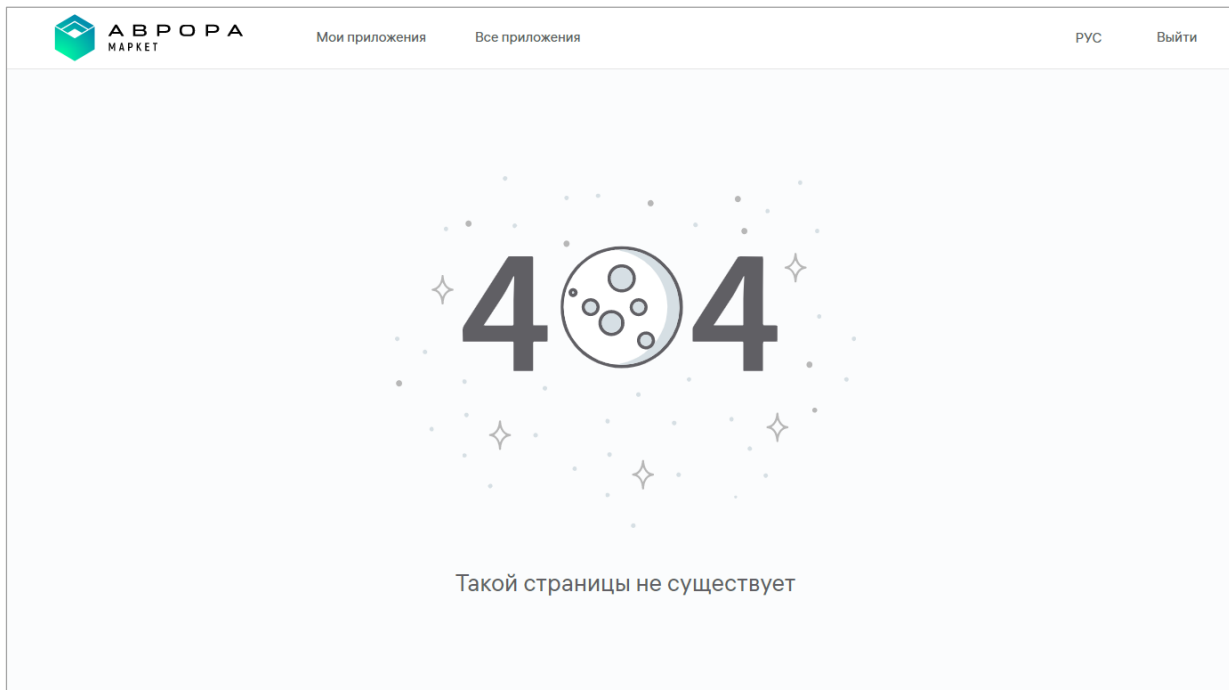 АВРОРА
МАРКЕТ
Мои приложения
Все приложения
РУС
Выйти
404
Такой страницы не существует